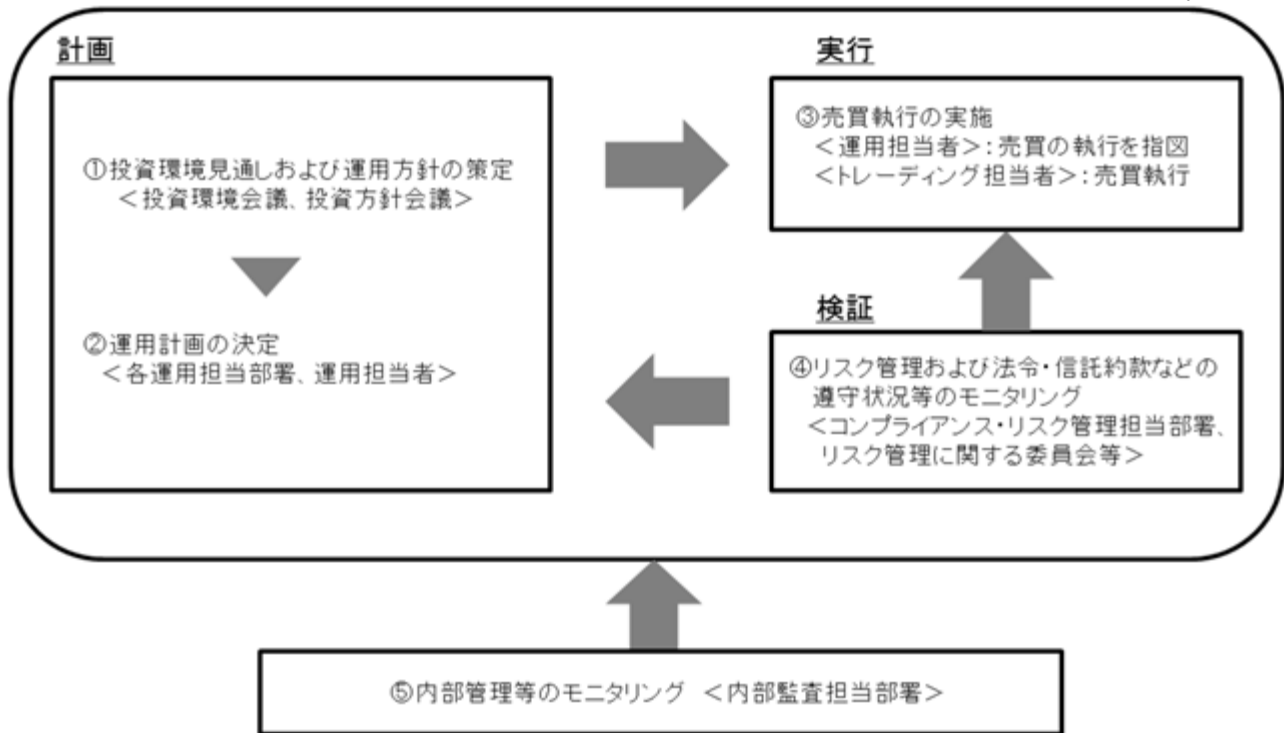 計画
①投資環境見通しおよび運用方針の策定
＜投資環境会議、投資方針会議＞
②運用計画の決定
＜各運用担当部署、運用担当者＞
実行
③売買執行の実施
＜運用担当者＞：売買の執行を指図
＜トレーディング担当者＞：売買執行
検証
④リスク管理および法令・信託約款などの
遵守状況等のモニタリング
＜コンプライアンス・リスク管理担当部署、
リスク管理に関する委員会等＞
⑤内部管理等のモニタリング ＜内部監査担当部署＞